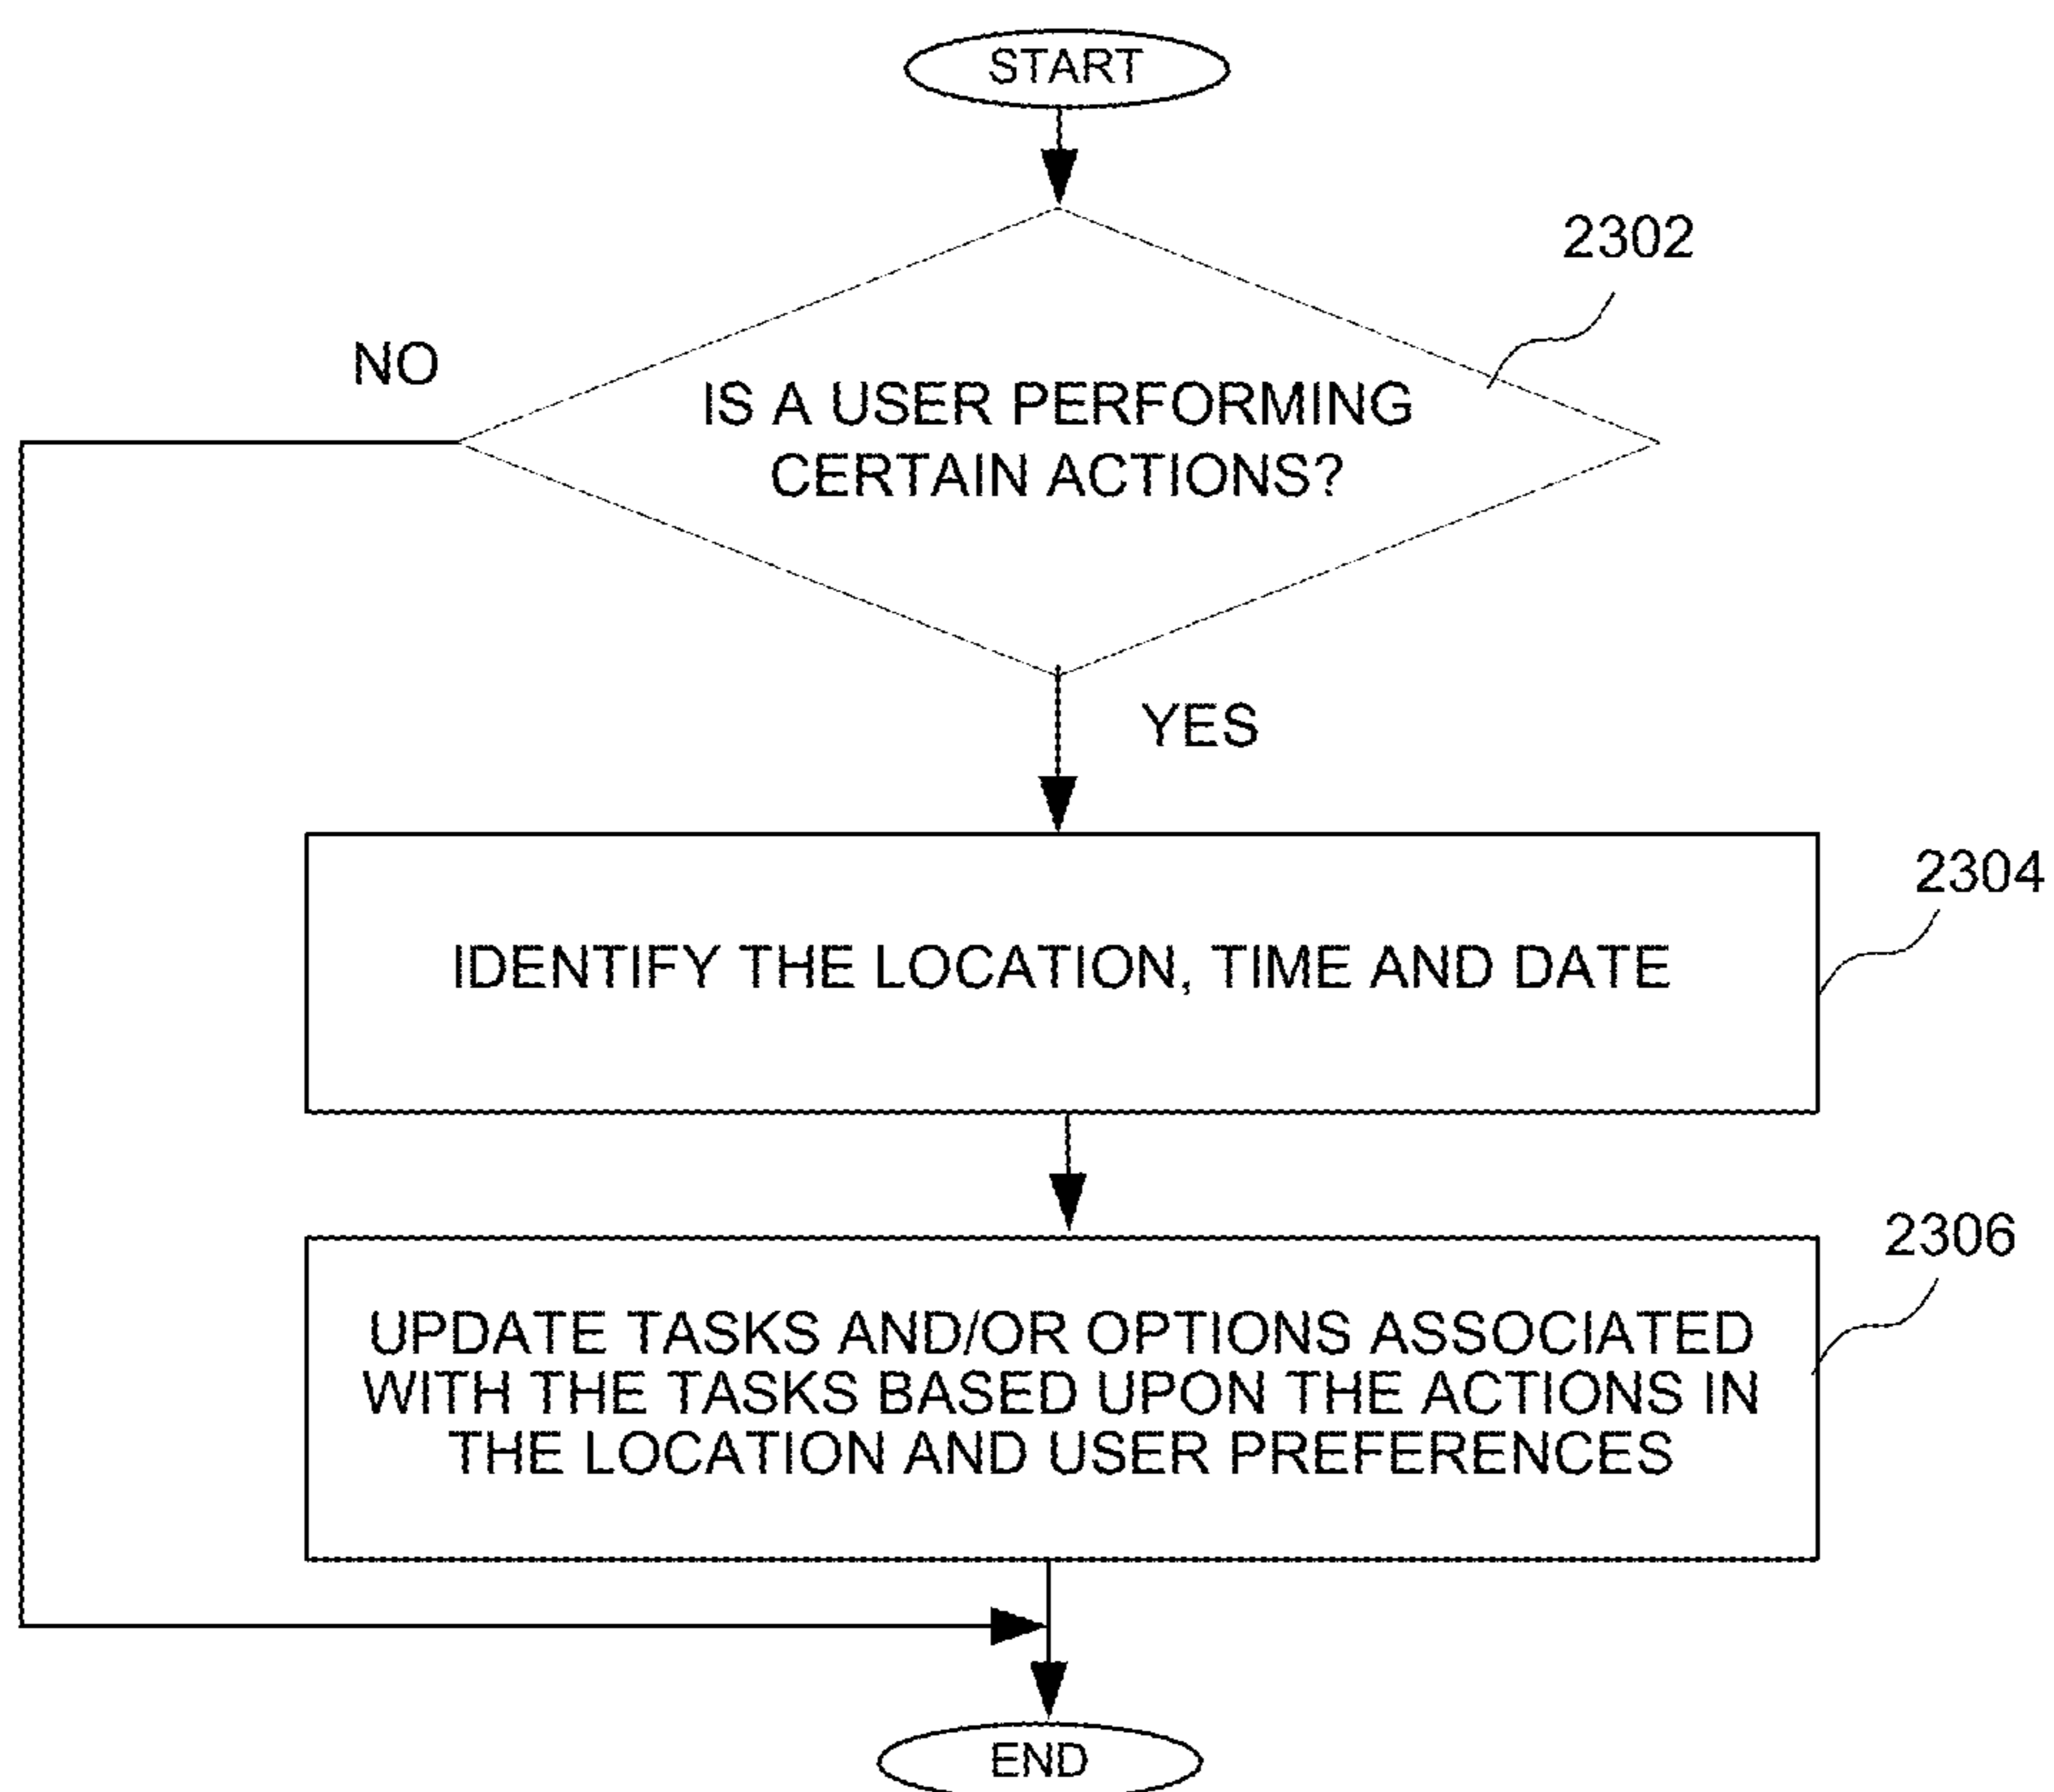 START
2302
NO
IS A USER PERFORMING
CERTAIN ACTIONS?
YES
2304
IDENTIFY THE LOCATION, TIME AND DATE
2306
UPDATE TASKS AND/OR OPTIONS ASSOCIATED
WITH THE TASKS BASED UPON THE ACTIONS IN
THE LOCATION AND USER PREFERENCES
END